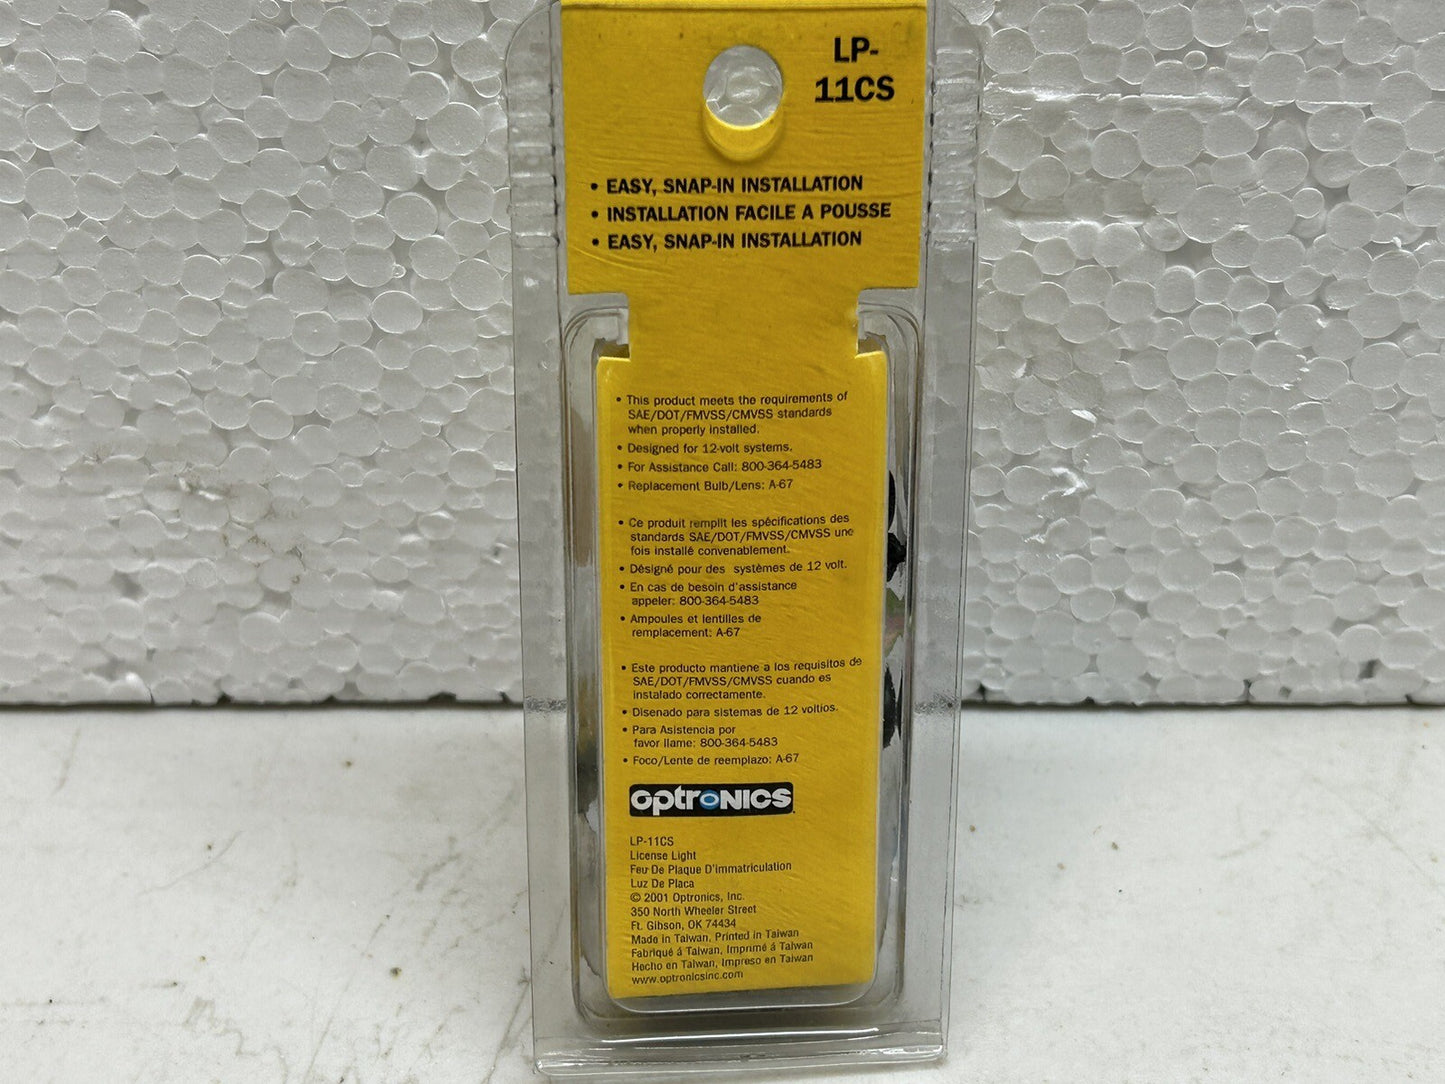 LP-
11CS
• EASY, SNAP-IN INSTALLATION
• INSTALLATION FACILE A POUSSE
• EASY, SNAP-IN INSTALLATION
• This product meets the requirements of
SAE/DOT/FMVSS/CMVSS standards
when properly installed.
• Designed for 12-volt systems.
• For Assistance Call: 800-364-5483
• Replacement Bulb/Lens: A-67
• Ce produit remplit les spécifications des
standards SAE/DOT/FMVSS/CMVSS une
fois installé convenablement.
• Désigné pour des systèmes de 12 volt.
• En cas de besoin d'assistance
appeler: 800-364-5483
• Ampoules et lentilles de
remplacement: A-67
• Este producto mantiene a los requisitos de
SAE/DOT/FMVSS/CMVSS cuando es
instalado correctamente.
• Disenado para sistemas de 12 voltios.
• Para Asistencia por
favor llame: 800-364-5483
• Foco/Lente de reemplazo: A-67
optronics
LP-11CS
License Light
Feu De Plaque D'immatriculation
Luz De Placa
© 2001 Optronics, Inc.
350 North Wheeler Street
Ft. Gibson, OK 74434
Made in Taiwan, Printed in Taiwan
Fabriqué á Taiwan, Imprimé á Taiwan
Hecho en Taiwan, Impreso en Taiwan
www.optronicsinc.com